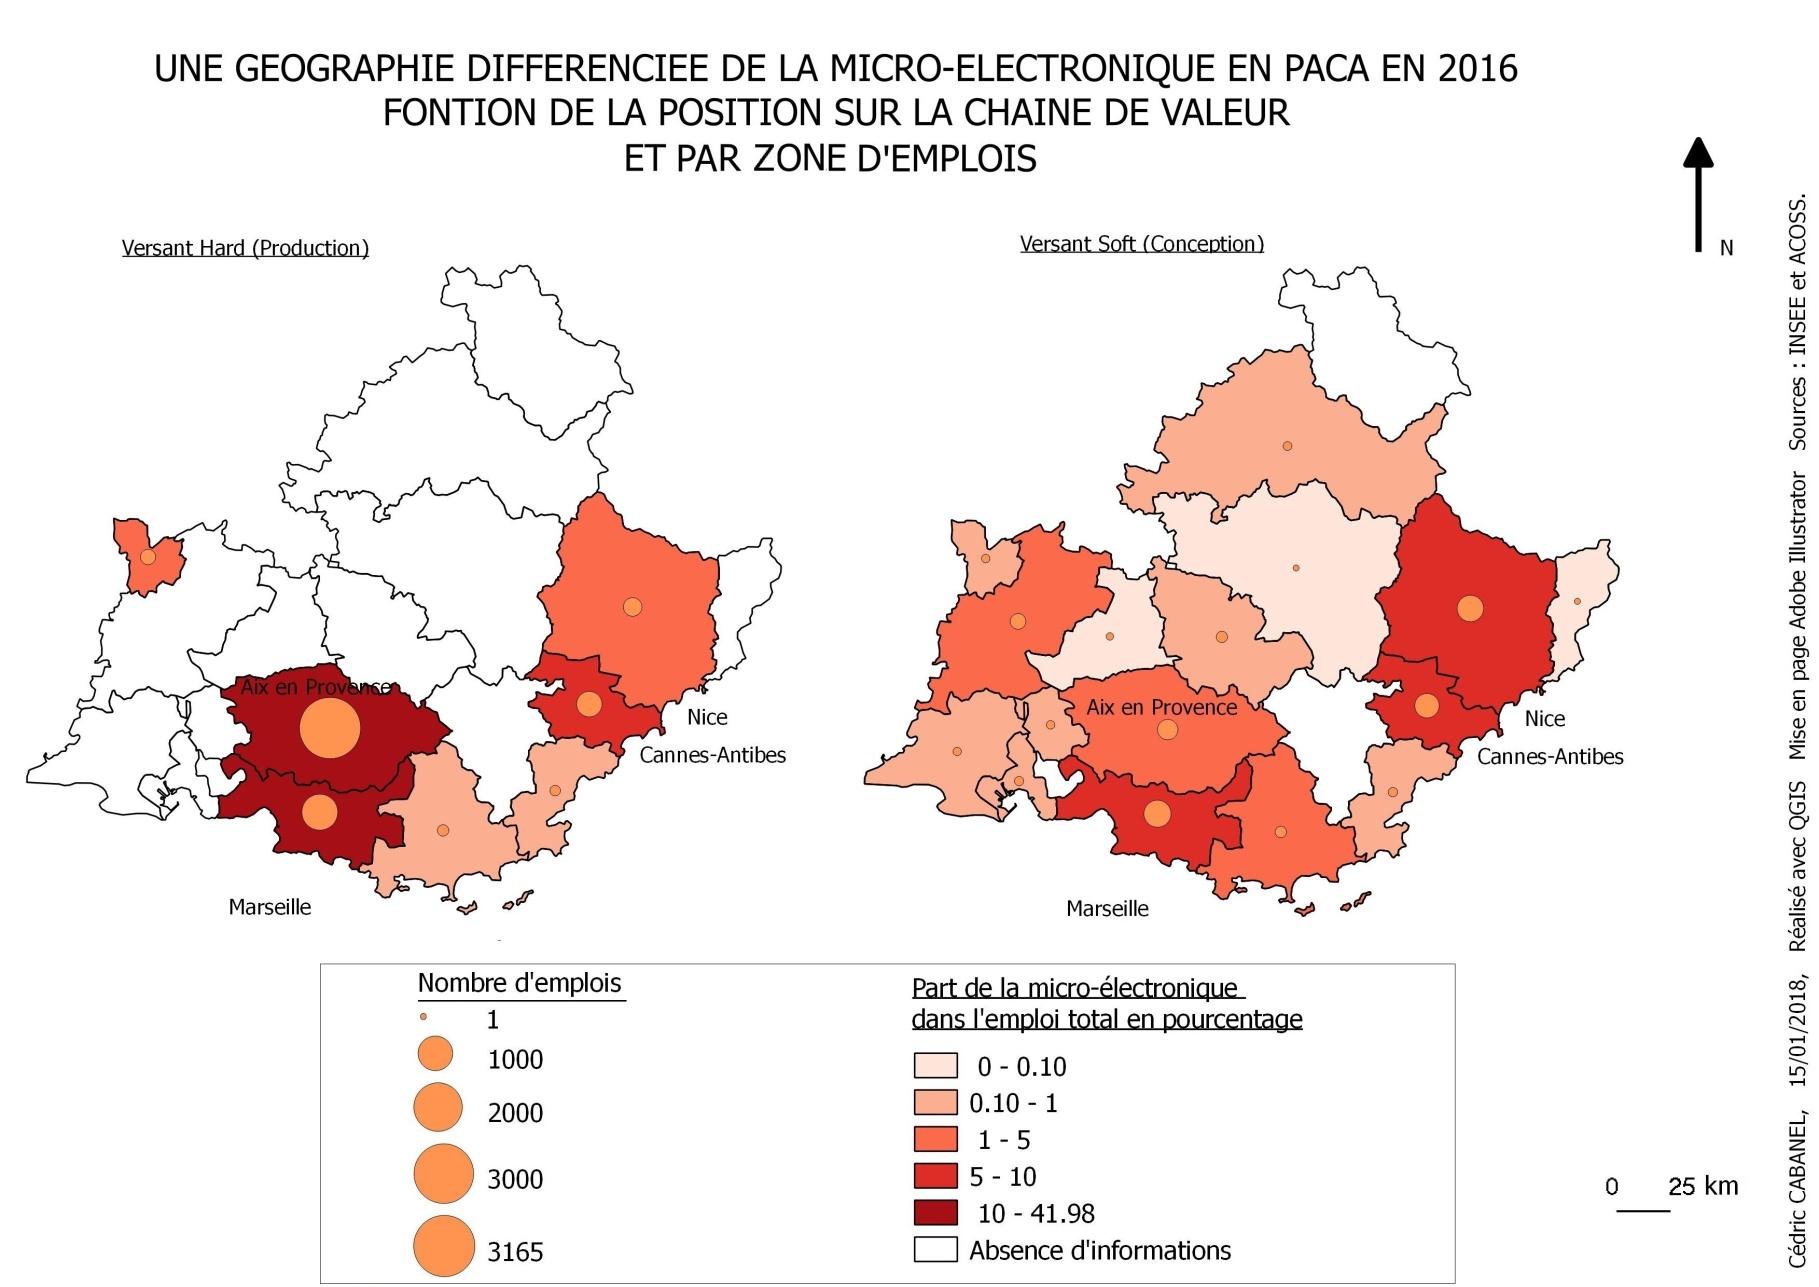 UNE GEOGRAPHIE DIFFERENCIEE DE LA MICRO-ELECTRONIQUE EN PACA EN 2016
FONTION DE LA POSITION SUR LA CHAINE DE VALEUR
ET PAR ZONE D'EMPLOIS
N
Versant Hard (Production)
Aix en Provence
Nice
Cannes-Antibes
Marseille
Versant Soft (Conception)
Aix en Provence
Nice
Cannes-Antibes
Marseille
Nombre d'emplois
1
1000
2000
3000
3165
Part de la micro-électronique
dans l'emploi total en pourcentage
0 - 0.10
0.10 - 1
1 - 5
5 - 10
10 - 41.98
Absence d'informations
0 25 km
Cédric CABANEL, 15/01/2018, Réalisé avec QGIS Mise en page Adobe Illustrator Sources : INSEE et ACOSS.